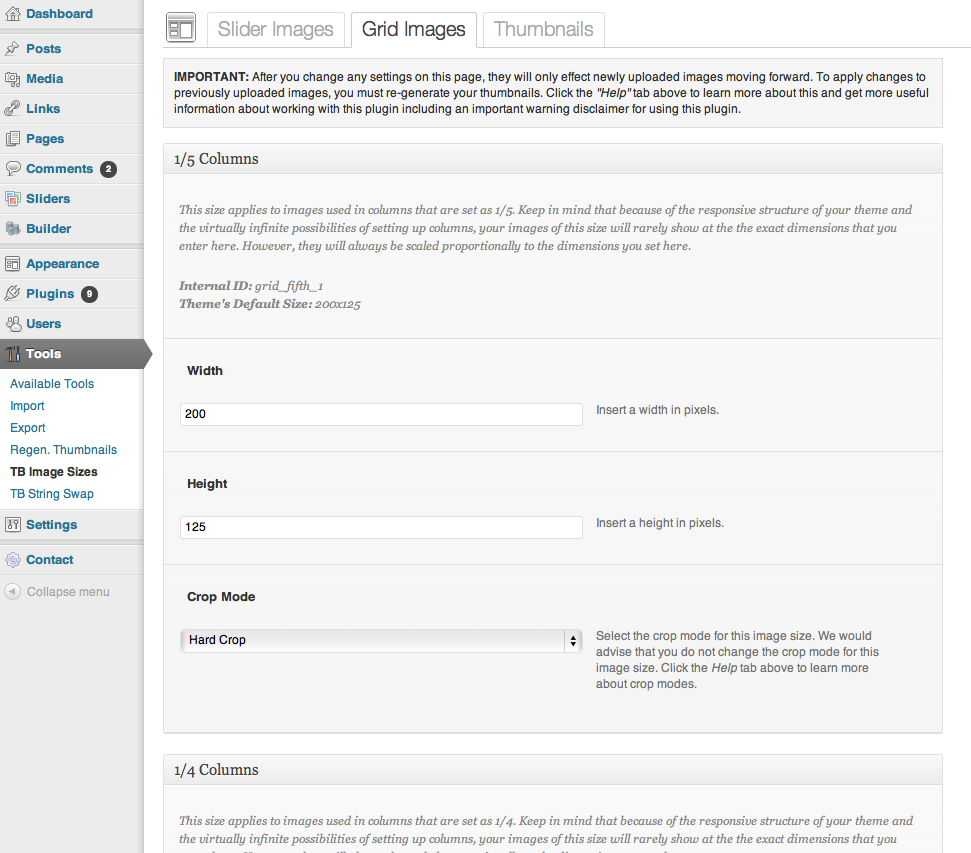 Dashboard
Posts
Media
Links
Pages
Comments 2
Sliders
Builder
Appearance
Plugins 9
Users
Tools
Available Tools
Import
Export
Regen. Thumbnails
TB Image Sizes
TB String Swap
Settings
Contact
Collapse menu
Slider Images
Grid Images
Thumbnails
IMPORTANT: After you change any settings on this page, they will only effect newly uploaded images moving forward. To apply changes to
previously uploaded images, you must re-generate your thumbnails. Click the "Help" tab above to learn more about this and get more useful
information about working with this plugin including an important warning disclaimer for using this plugin.
1/5 Columns
This size applies to images used in columns that are set as 1/5. Keep in mind that because of the responsive structure of your theme and
the virtually infinite possibilities of setting up columns, your images of this size will rarely show at the the exact dimensions that you
enter here. However, they will always be scaled proportionally to the dimensions you set here.
Internal ID: grid_fifth_1
Theme's Default Size: 200x125
Width
200
Insert a width in pixels.
Height
125
Insert a height in pixels.
Crop Mode
Hard Crop
Select the crop mode for this image size. We would
advise that you do not change the crop mode for this
image size. Click the Help tab above to learn more
about crop modes.
1/4 Columns
This size applies to images used in columns that are set as 1/4. Keep in mind that because of the responsive structure of your theme and
the virtually infinite possibilities of setting up columns, your images of this size will rarely show at the the exact dimensions that you